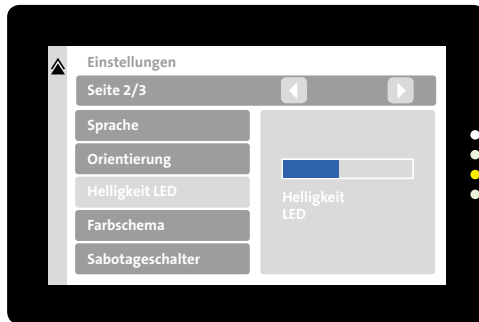 Einstellungen
Seite 2/3
Sprache
Orientierung
Helligkeit LED
Farbschema
Sabotageschalter
Helligkeit
LED